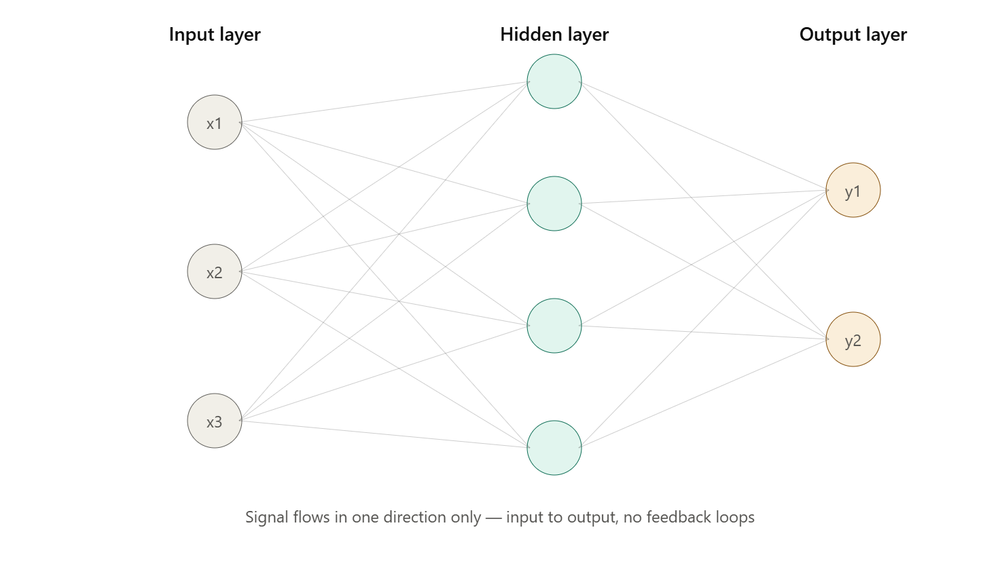 Input layer
Hidden layer
Output layer
x1
x2
x3
y1
y2
Signal flows in one direction only — input to output, no feedback loops